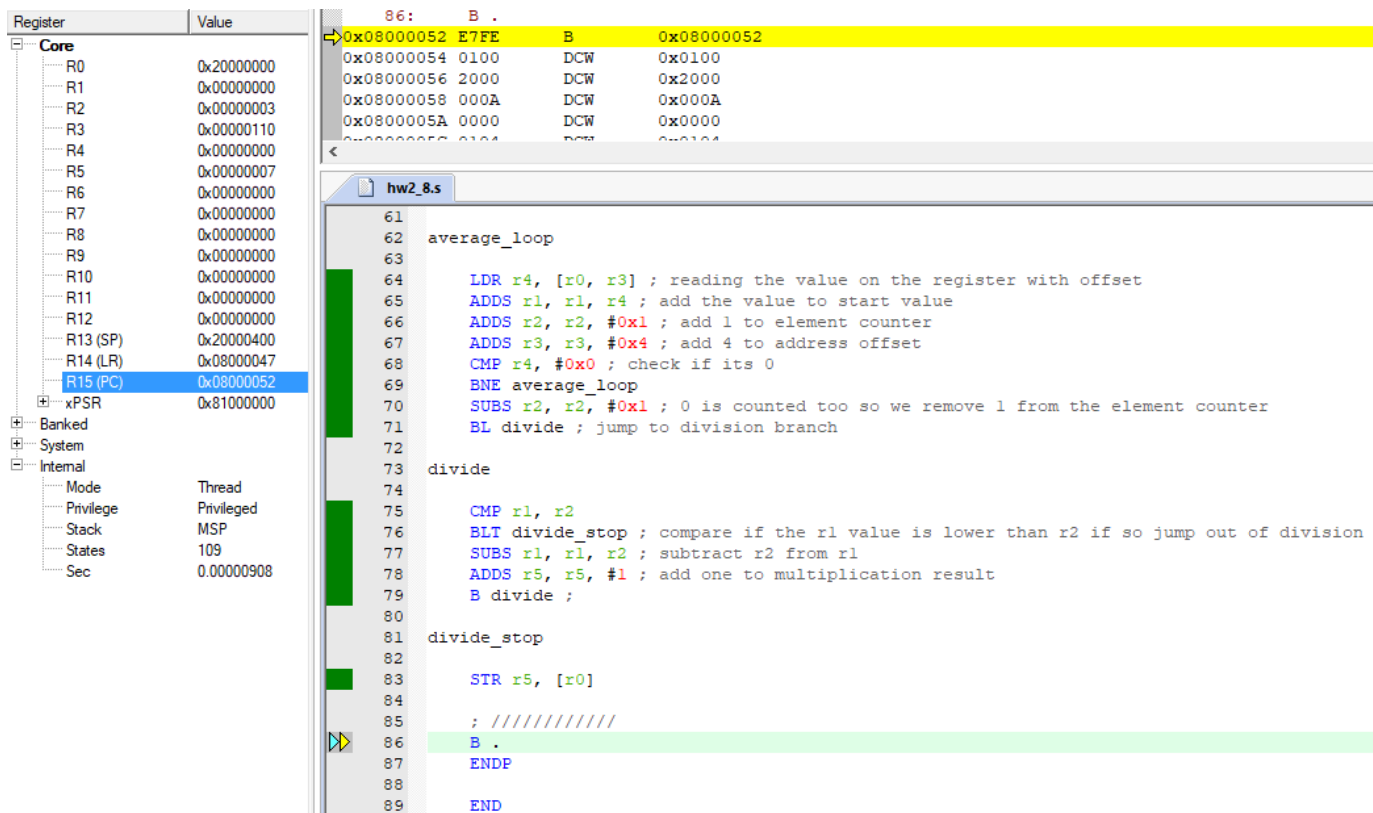 Register Value
Core
R0 0x20000000
R1 0x00000000
R2 0x00000003
R3 0x00000110
R4 0x00000000
R5 0x00000007
R6 0x00000000
R7 0x00000000
R8 0x00000000
R9 0x00000000
R10 0x00000000
R11 0x00000000
R12 0x00000000
R13 (SP) 0x20000400
R14 (LR) 0x08000047
R15 (PC) 0x08000052
xPSR 0x81000000
Banked
System
Internal
Mode Thread
Privilege Privileged
Stack MSP
States 109
Sec 0.00000908
86: B .
0x08000052 E7FE B 0x08000052
0x08000054 0100 DCW 0x0100
0x08000056 2000 DCW 0x2000
0x08000058 000A DCW 0x000A
0x0800005A 0000 DCW 0x0000
0x0800005C 0104 DCW 0x0104
hw2_8.s
61
62 average_loop
63
64 LDR r4, [r0, r3] ; reading the value on the register with offset
65 ADDS r1, r1, r4 ; add the value to start value
66 ADDS r2, r2, #0x1 ; add 1 to element counter
67 ADDS r3, r3, #0x4 ; add 4 to address offset
68 CMP r4, #0x0 ; check if its 0
69 BNE average_loop
70 SUBS r2, r2, #0x1 ; 0 is counted too so we remove 1 from the element counter
71 BL divide ; jump to division branch
72
73 divide
74
75 CMP r1, r2
76 BLT divide_stop ; compare if the r1 value is lower than r2 if so jump out of division
77 SUBS r1, r1, r2 ; subtract r2 from r1
78 ADDS r5, r5, #1 ; add one to multiplication result
79 B divide ;
80
81 divide_stop
82
83 STR r5, [r0]
84
85 ; ////////////
86 B .
87 ENDP
88
89 END